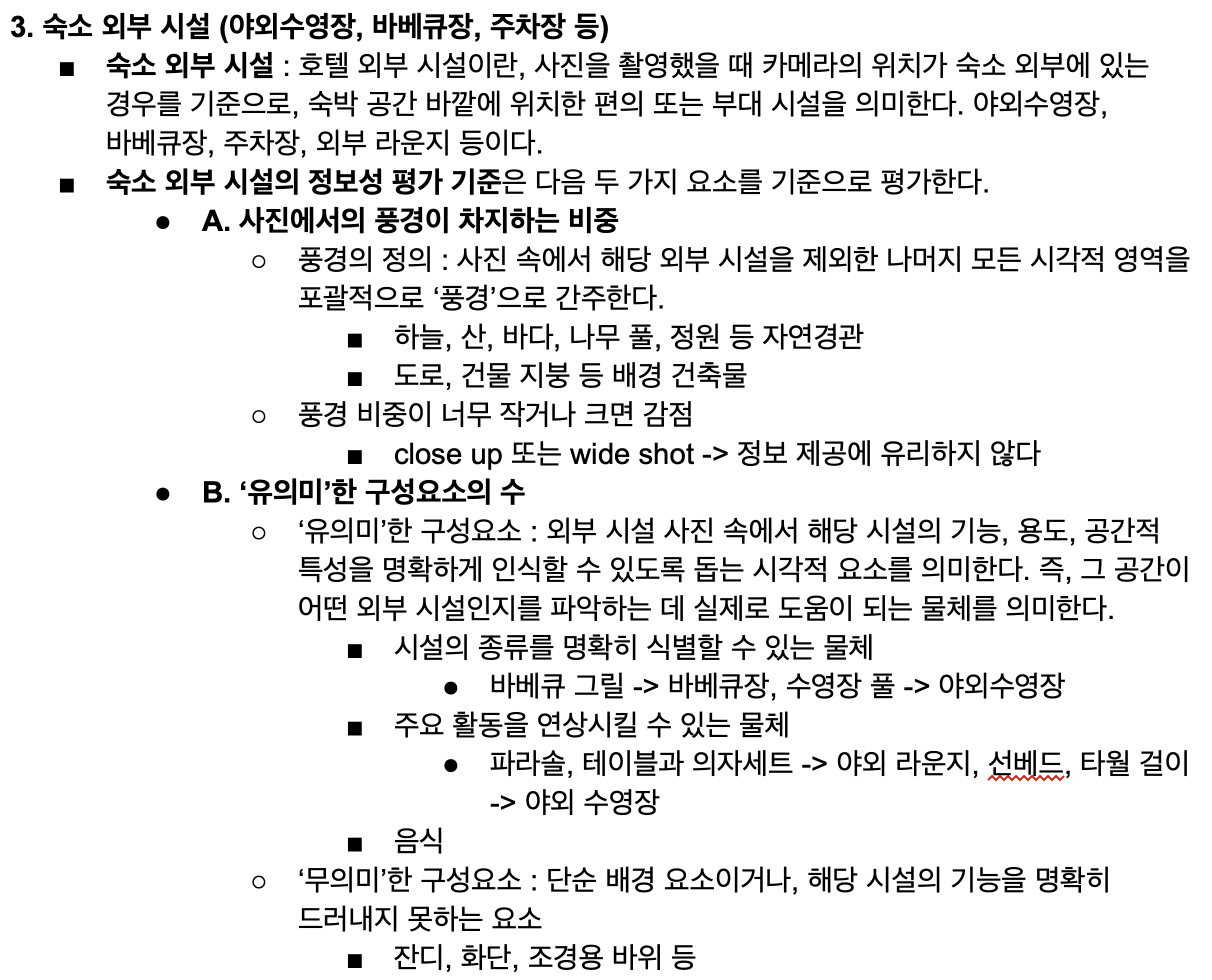 3. 숙소 외부 시설 (야외수영장, 바베큐장, 주차장 등)
■ 숙소 외부 시설 : 호텔 외부 시설이란, 사진을 촬영했을 때 카메라의 위치가 숙소 외부에 있는
경우를 기준으로, 숙박 공간 바깥에 위치한 편의 또는 부대 시설을 의미한다. 야외수영장,
바베큐장, 주차장, 외부 라운지 등이다.
■ 숙소 외부 시설의 정보성 평가 기준은 다음 두 가지 요소를 기준으로 평가한다.
● A. 사진에서의 풍경이 차지하는 비중
○ 풍경의 정의 : 사진 속에서 해당 외부 시설을 제외한 나머지 모든 시각적 영역을
포괄적으로 ‘풍경’으로 간주한다.
■ 하늘, 산, 바다, 나무 풀, 정원 등 자연경관
■ 도로, 건물 지붕 등 배경 건축물
○ 풍경 비중이 너무 작거나 크면 감점
■ close up 또는 wide shot -> 정보 제공에 유리하지 않다
● B. ‘유의미’한 구성요소의 수
○ ‘유의미’한 구성요소 : 외부 시설 사진 속에서 해당 시설의 기능, 용도, 공간적
특성을 명확하게 인식할 수 있도록 돕는 시각적 요소를 의미한다. 즉, 그 공간이
어떤 외부 시설인지를 파악하는 데 실제로 도움이 되는 물체를 의미한다.
■ 시설의 종류를 명확히 식별할 수 있는 물체
● 바베큐 그릴 -> 바베큐장, 수영장 풀 -> 야외수영장
■ 주요 활동을 연상시킬 수 있는 물체
● 파라솔, 테이블과 의자세트 -> 야외 라운지, 선베드, 타월 걸이
-> 야외 수영장
■ 음식
○ ‘무의미’한 구성요소 : 단순 배경 요소이거나, 해당 시설의 기능을 명확히
드러내지 못하는 요소
■ 잔디, 화단, 조경용 바위 등